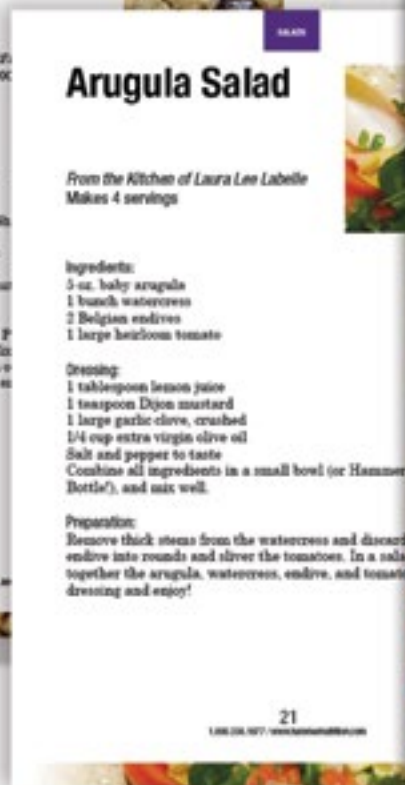 SALADS
Arugula Salad
From the Kitchen of Laura Lee Labelle
Makes 4 servings
Ingredients:
5 oz. baby arugula
1 bunch watercress
2 Belgian endives
1 large heirloom tomato
Dressing:
1 tablespoon lemon juice
1 teaspoon Dijon mustard
1 large garlic clove, crushed
1/4 cup extra virgin olive oil
Salt and pepper to taste
Combine all ingredients in a small bowl (or Hammer
Bottle!), and mix well.
Preparation:
Remove thick stems from the watercress and discard
endive into rounds and sliver the tomatoes. In a sala
together the arugula, watercress, endive, and tomato
dressing and enjoy!
21